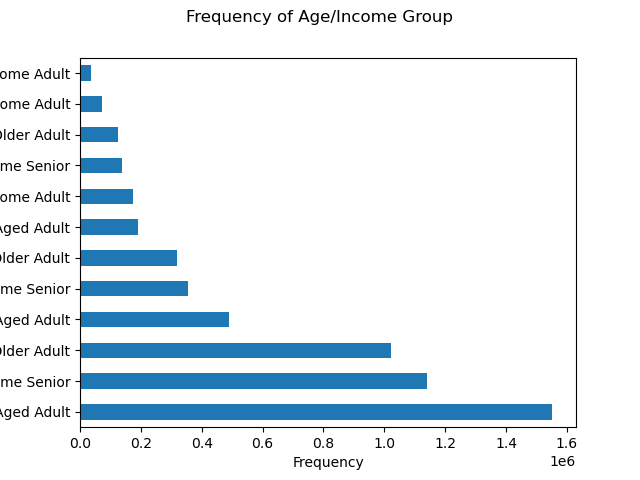 Frequency of Age/Income Group
ome Adult
ome Adult
Older Adult
me Senior
ome Adult
Aged Adult
Older Adult
me Senior
Aged Adult
Older Adult
me Senior
Aged Adult
0.0 0.2 0.4 0.6 0.8 1.0 1.2 1.4 1.6
1e6
Frequency